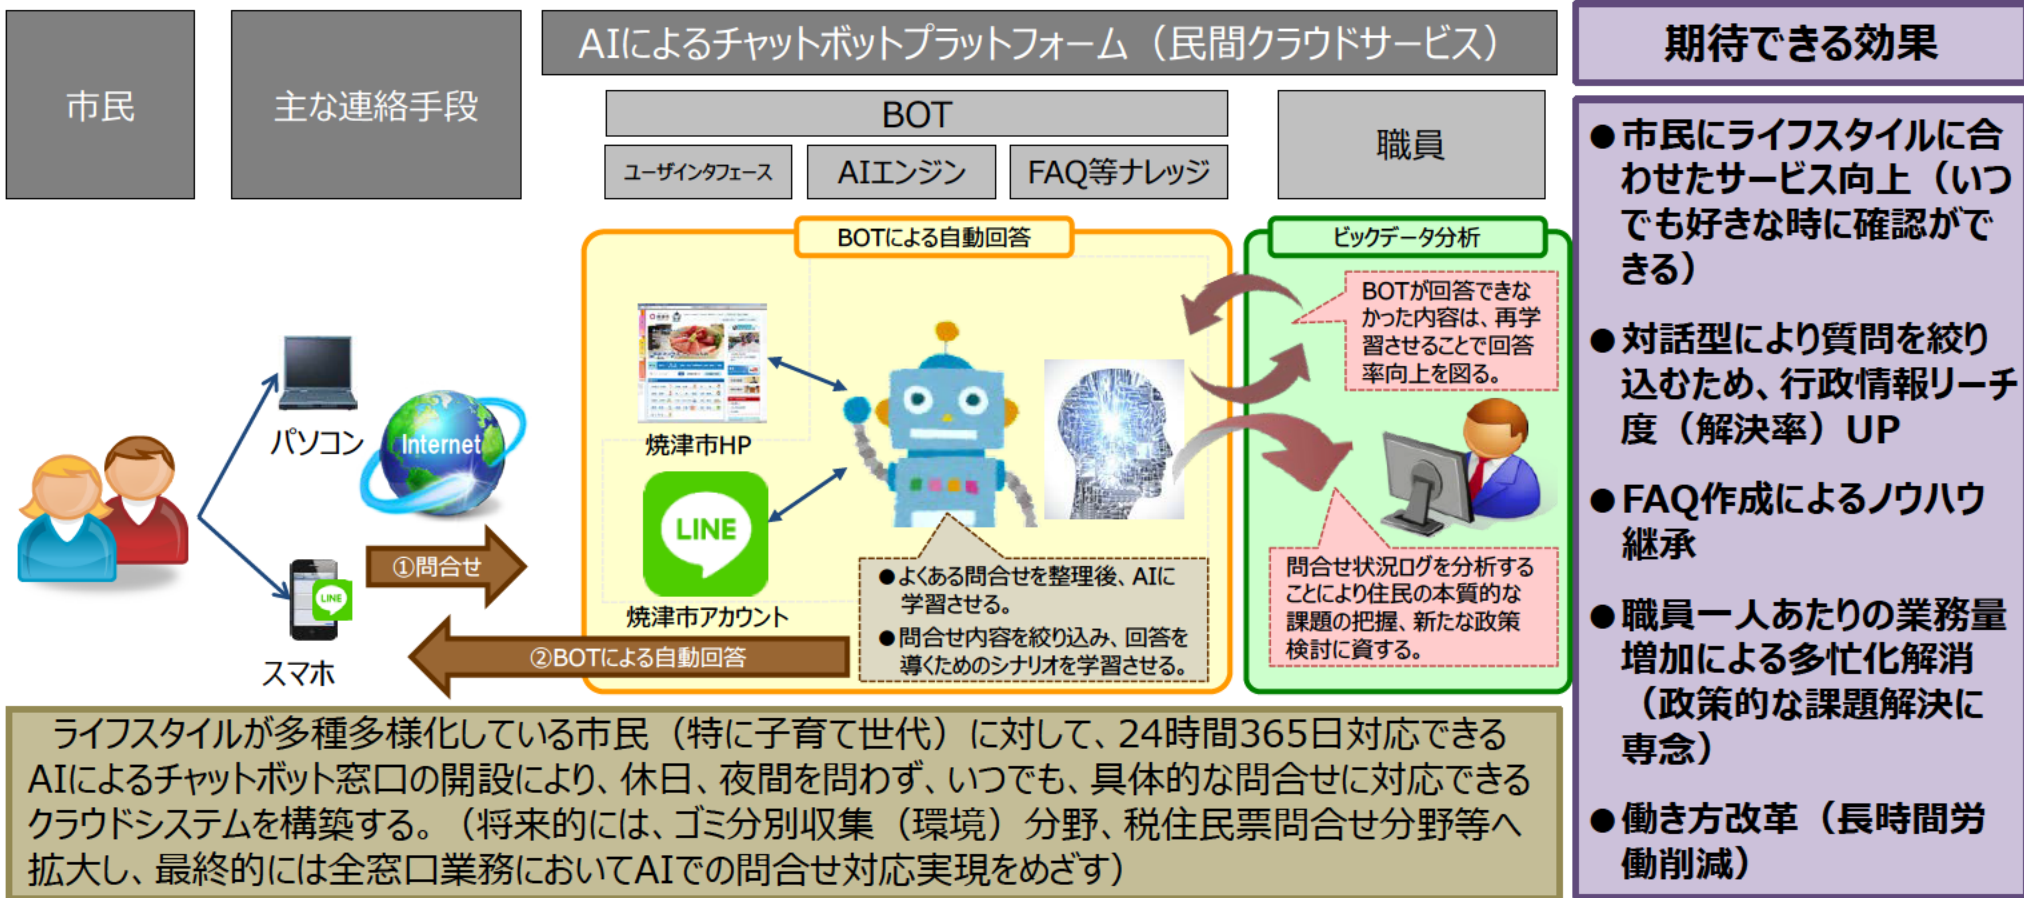 市民
主な連絡手段
AIによるチャットボットプラットフォーム（民間クラウドサービス）
BOT
ユーザインタフェース
AIエンジン
FAQ等ナレッジ
職員
パソコン
Internet
スマホ
LINE
①問合せ
②BOTによる自動回答
BOTによる自動回答
焼津市HP
LINE
焼津市アカウント
●よくある問合せを整理後、AIに
学習させる。
●問合せ内容を絞り込み、回答を
導くためのシナリオを学習させる。
ビックデータ分析
BOTが回答できな
かった内容は、再学
習させることで回答
率向上を図る。
問合せ状況ログを分析する
ことにより住民の本質的な
課題の把握、新たな政策
検討に資する。
ライフスタイルが多種多様化している市民（特に子育て世代）に対して、24時間365日対応できる
AIによるチャットボット窓口の開設により、休日、夜間を問わず、いつでも、具体的な問合せに対応できる
クラウドシステムを構築する。（将来的には、ゴミ分別収集（環境）分野、税住民票問合せ分野等へ
拡大し、最終的には全窓口業務においてAIでの問合せ対応実現をめざす）
期待できる効果
●市民にライフスタイルに合
わせたサービス向上（いつ
でも好きな時に確認がで
きる）
●対話型により質問を絞り
込むため、行政情報リーチ
度（解決率）UP
●FAQ作成によるノウハウ
継承
●職員一人あたりの業務量
増加による多忙化解消
（政策的な課題解決に
専念）
●働き方改革（長時間労
働削減）